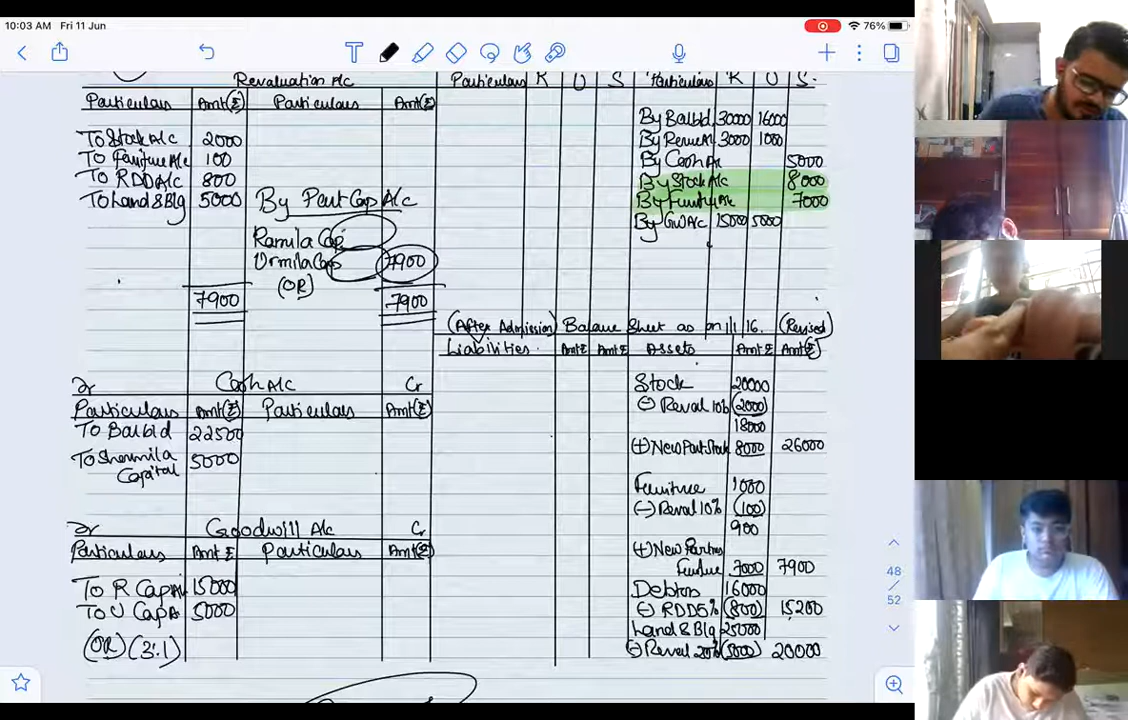 10:03 AM Fri 11 Jun
76%
T
Revaluation A/c
Particulars Amt(₹) Particulars Amt(₹)
To Stock A/c 2000
To Furniture A/c 100
To RDD A/c 800
To Land & Blg 5000 By Part Cap A/c
Ramila Cap
Urmila Cap 7900
(OR)
7900 7900
Particulars R U S Particulars R U S
By Bal b/d 30000 16000
By Reval A/c 3000 1000
By Cash A/c 5000
By Stock A/c 8000
By Furnit A/c 7000
By GW A/c 15000 5000
(After Admission) Balance Sheet as on 1/1/16. (Revised)
Liabilities Amt₹ Amt₹ Assets Amt₹ Amt(₹)
Stock 20000
(-) Reval 10% (2000)
18000
(+) New Part Stock 8000 26000
Furniture 1000
(-) Reval 10% (100)
900
(+) New Partner
Furniture 7000 7900
Debtors 16000
(-) RDD 5% (800) 15,200
Land & Blg 25000
(-) Reval 20% (5000) 20000
Dr Cash A/c Cr
Particulars Amt(₹) Particulars Amt(₹)
To Bal b/d 22500
To Sharmila 5000
Capital
Dr Goodwill A/c Cr
Particulars Amt ₹ Particulars Amt(₹)
To R Capital 15000
To U Capit 5000
(OR) (3:1)
48
/
52